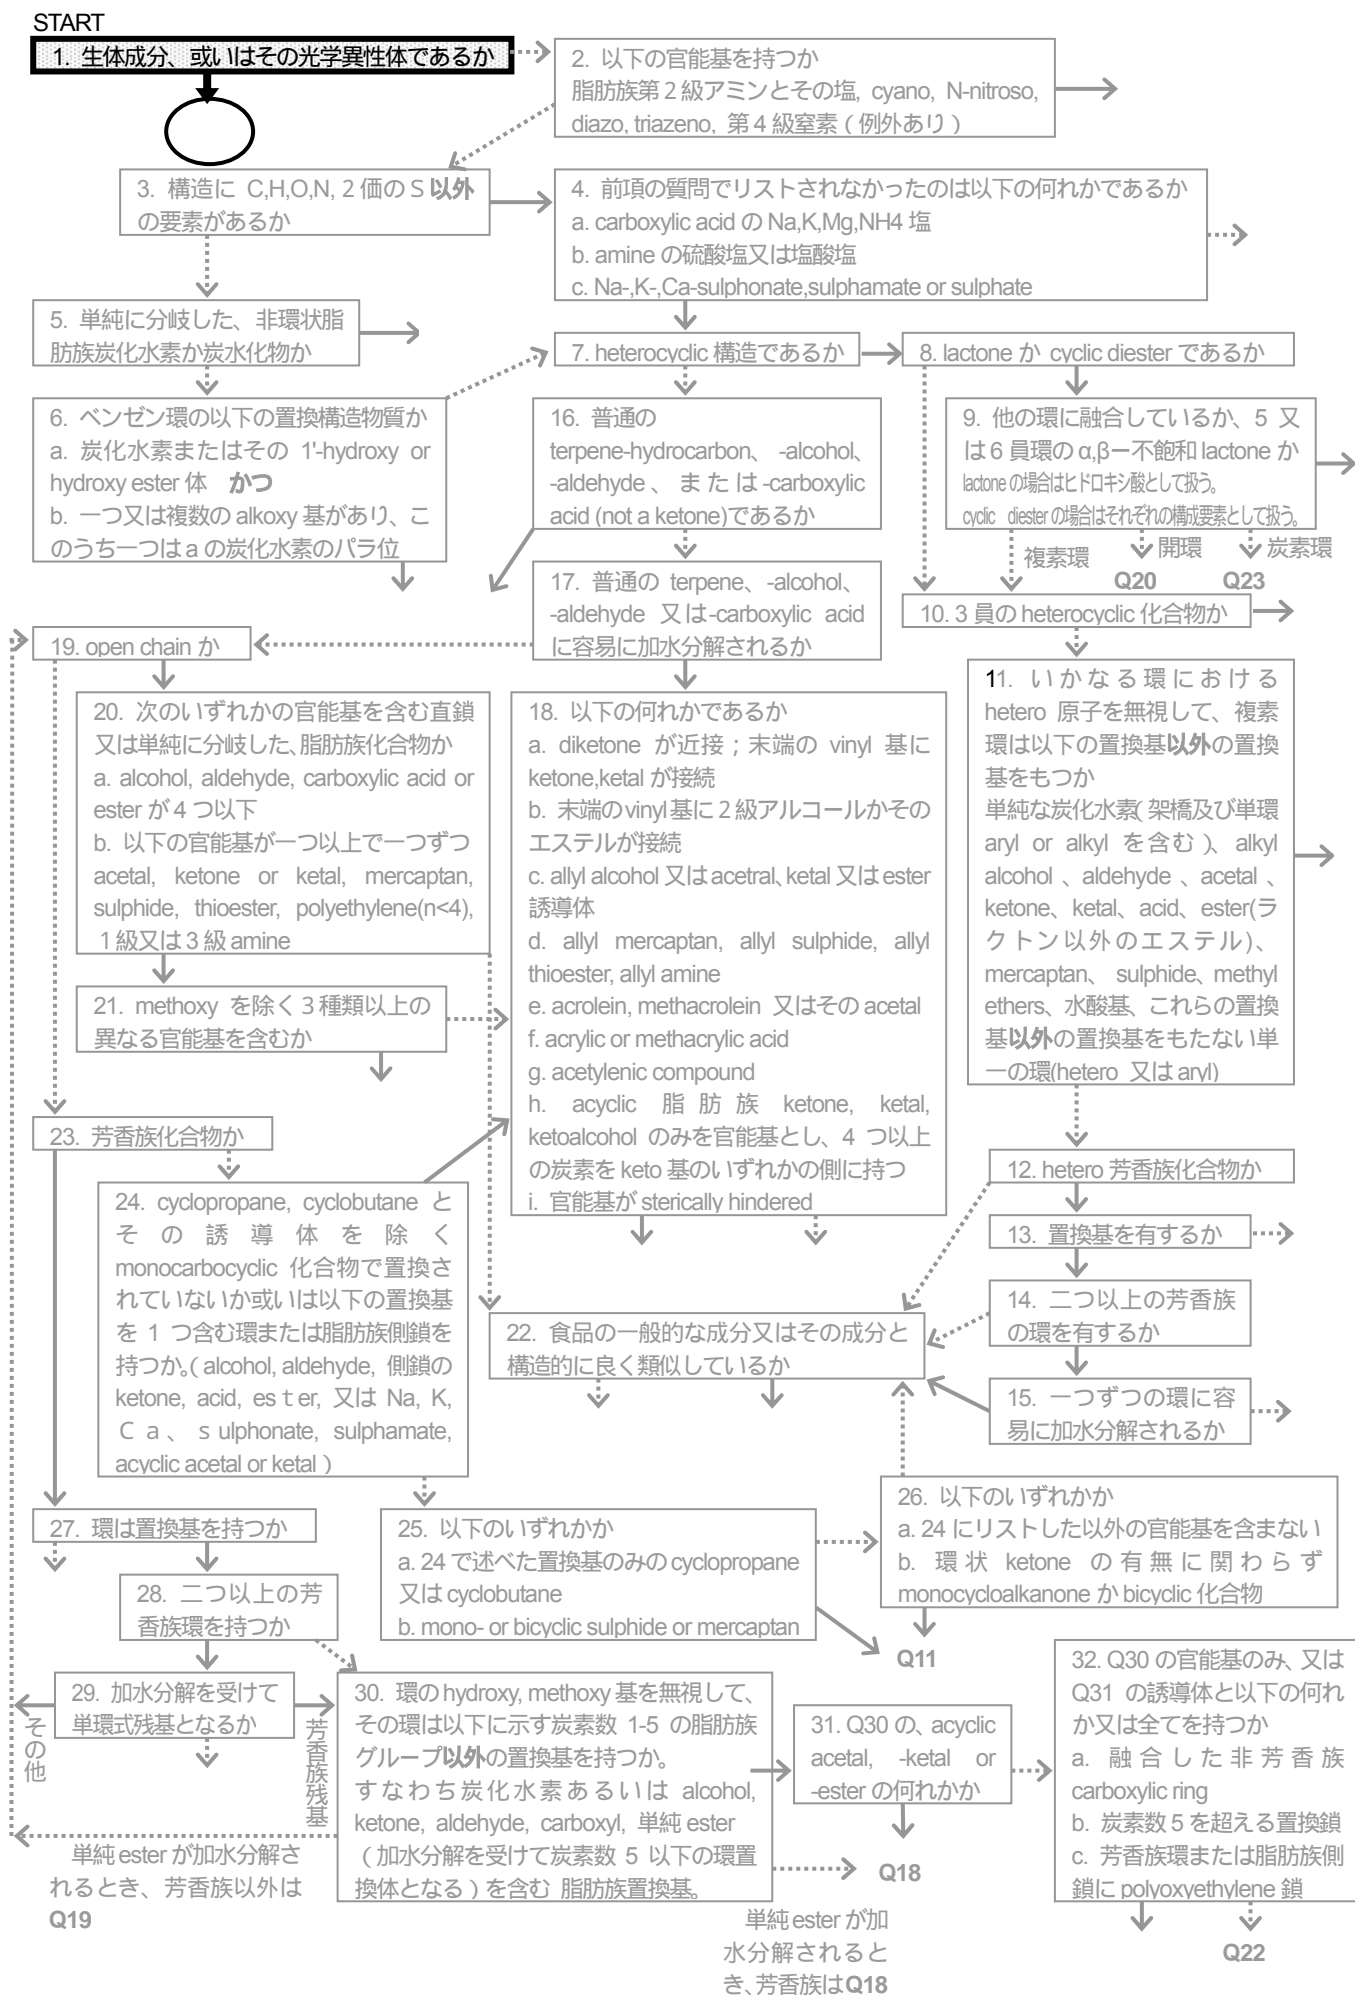 START
1. 生体成分、或いはその光学異性体であるか
2. 以下の官能基を持つか
脂肪族第2級アミンとその塩, cyano, N-nitroso,
diazo, triazeno, 第4級窒素(例外あり)
3. 構造に C,H,O,N, 2価のS以外
の要素があるか
4. 前項の質問でリストされなかったのは以下の何れかであるか
a. carboxylic acid の Na,K,Mg,NH4 塩
b. amine の硫酸塩又は塩酸塩
c. Na-,K-,Ca-sulphonate,sulphamate or sulphate
5. 単純に分岐した、非環状脂
肪族炭化水素か炭水化物か
7. heterocyclic 構造であるか
8. lactone か cyclic diester であるか
6. ベンゼン環の以下の置換構造物質か
a. 炭化水素またはその 1'-hydroxy or
hydroxy ester 体 かつ
b. 一つ又は複数の alkoxy 基があり、こ
のうち一つは a の炭化水素のパラ位
16. 普通の
terpene-hydrocarbon、 -alcohol、
-aldehyde 、 または -carboxylic
acid (not a ketone)であるか
9. 他の環に融合しているか、5 又
は 6 員環の α,βー不飽和 lactone か
lactone の場合はヒドロキシ酸として扱う。
cyclic diester の場合はそれぞれの構成要素として扱う。
複素環
開環
炭素環
Q20
Q23
17. 普通の terpene、-alcohol、
-aldehyde 又は-carboxylic acid
に容易に加水分解されるか
10. 3 員の heterocyclic 化合物か
19. open chain か
20. 次のいずれかの官能基を含む直鎖
又は単純に分岐した、脂肪族化合物か
a. alcohol, aldehyde, carboxylic acid or
ester が 4 つ以下
b. 以下の官能基が一つ以上で一つずつ
acetal, ketone or ketal, mercaptan,
sulphide, thioester, polyethylene(n<4),
1級又は3級 amine
18. 以下の何れかであるか
a. diketone が近接;末端の vinyl 基に
ketone,ketal が接続
b. 末端のvinyl基に2級アルコールかその
エステルが接続
c. allyl alcohol 又は acetral, ketal 又は ester
誘導体
d. allyl mercaptan, allyl sulphide, allyl
thioester, allyl amine
e. acrolein, methacrolein 又はその acetal
f. acrylic or methacrylic acid
g. acetylenic compound
h. acyclic 脂肪族 ketone, ketal,
ketoalcohol のみを官能基とし、4 つ以上
の炭素を keto 基のいずれかの側に持つ
i. 官能基が sterically hindered
11. いかなる環における
hetero 原子を無視して、複素
環は以下の置換基以外の置換
基をもつか
単純な炭化水素(架橋及び単環
aryl or alkyl を含む)、alkyl
alcohol 、aldehyde 、acetal 、
ketone、ketal、acid、ester(ラ
クトン以外のエステル)、
mercaptan、 sulphide、methyl
ethers、水酸基、これらの置換
基以外の置換基をもたない単
一の環(hetero 又は aryl)
21. methoxy を除く3種類以上の
異なる官能基を含むか
23. 芳香族化合物か
24. cyclopropane, cyclobutane と
その誘導体を除く
monocarbocyclic 化合物で置換さ
れていないか或いは以下の置換基
を 1 つ含む環または脂肪族側鎖を
持つか。( alcohol, aldehyde, 側鎖の
ketone, acid, ester, 又は Na, K,
Ca、sulphonate, sulphamate,
acyclic acetal or ketal )
12. hetero 芳香族化合物か
13. 置換基を有するか
14. 二つ以上の芳香族
の環を有するか
22. 食品の一般的な成分又はその成分と
構造的に良く類似しているか
15. 一つずつの環に容
易に加水分解されるか
27. 環は置換基を持つか
25. 以下のいずれかか
a. 24 で述べた置換基のみの cyclopropane
又は cyclobutane
b. mono- or bicyclic sulphide or mercaptan
26. 以下のいずれかか
a. 24 にリストした以外の官能基を含まない
b. 環状 ketone の有無に関わらず
monocycloalkanone か bicyclic 化合物
Q11
28. 二つ以上の芳
香族環を持つか
29. 加水分解を受けて
単環式残基となるか
その他
芳香族残基
30. 環の hydroxy, methoxy 基を無視して、
その環は以下に示す炭素数 1-5 の脂肪族
グループ以外の置換基を持つか。
すなわち炭化水素あるいは alcohol,
ketone, aldehyde, carboxyl, 単純 ester
(加水分解を受けて炭素数 5 以下の環置
換体となる)を含む 脂肪族置換基。
31. Q30 の、acyclic
acetal, -ketal or
-ester の何れかか
Q18
32. Q30 の官能基のみ、又は
Q31 の誘導体と以下の何れ
か又は全てを持つか
a. 融合した非芳香族
carboxylic ring
b. 炭素数 5 を超える置換鎖
c. 芳香族環または脂肪族側
鎖に polyoxyethylene 鎖
Q22
単純 ester が加水分解さ
れるとき、芳香族以外は
Q19
単純 ester が加
水分解されると
き、芳香族はQ18